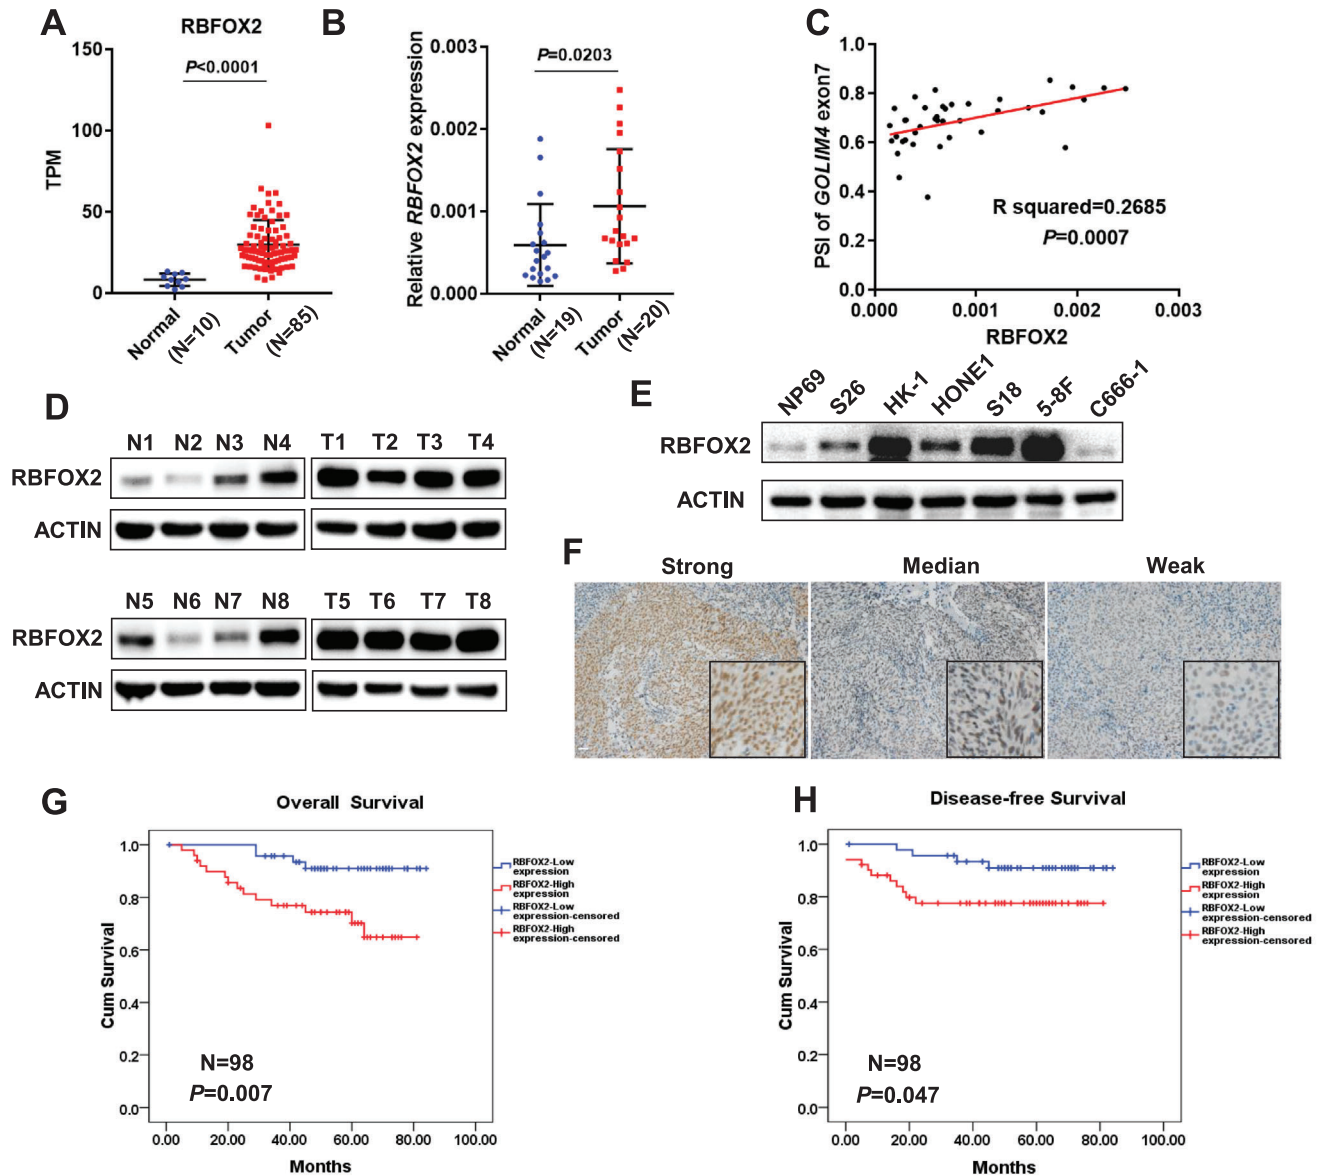 A
RBFOX2
P<0.0001
TPM
150
100
50
0
Normal
(N=10)
Tumor
(N=85)
B
P=0.0203
Relative RBFOX2 expression
0.003
0.002
0.001
0.000
Normal
(N=19)
Tumor
(N=20)
C
PSI of GOLIM4 exon7
1.0
0.8
0.6
0.4
0.2
0.0
R squared=0.2685
P=0.0007
0.000 0.001 0.002 0.003
RBFOX2
D
N1 N2 N3 N4 T1 T2 T3 T4
RBFOX2
ACTIN
N5 N6 N7 N8 T5 T6 T7 T8
RBFOX2
ACTIN
E
NP69 S26 HK-1 HONE1 S18 5-8F C666-1
RBFOX2
ACTIN
F
Strong Median Weak
G
Overall Survival
Cum Survival
1.0
0.8
0.6
0.4
0.2
0.0
RBFOX2-Low
expression
RBFOX2-High
expression
RBFOX2-Low
expression-censored
RBFOX2-High
expression-censored
N=98
P=0.007
0.00 20.00 40.00 60.00 80.00 100.00
Months
H
Disease-free Survival
Cum Survival
1.0
0.8
0.6
0.4
0.2
0.0
RBFOX2-Low
expression
RBFOX2-High
expression
RBFOX2-Low
expression-censored
RBFOX2-High
expression-censored
N=98
P=0.047
0.00 20.00 40.00 60.00 80.00 100.00
Months